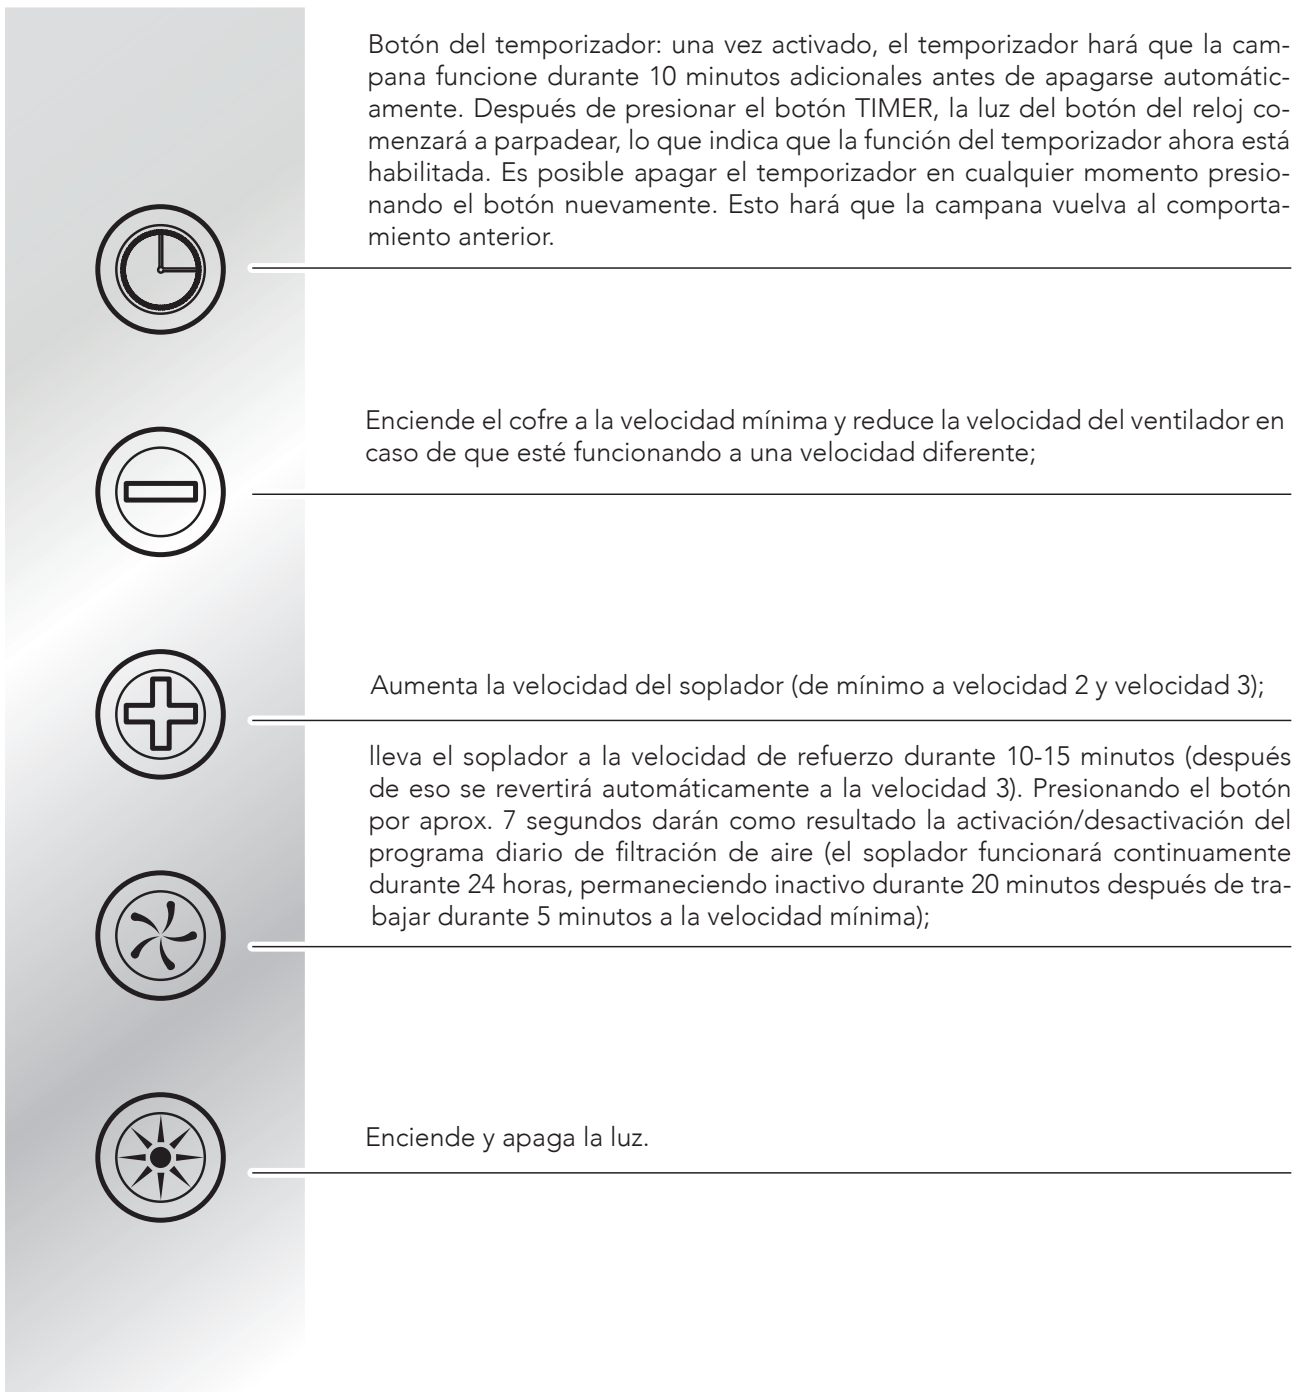 Botón del temporizador: una vez activado, el temporizador hará que la cam-
pana funcione durante 10 minutos adicionales antes de apagarse automátic-
amente. Después de presionar el botón TIMER, la luz del botón del reloj co-
menzará a parpadear, lo que indica que la función del temporizador ahora está
habilitada. Es posible apagar el temporizador en cualquier momento presio-
nando el botón nuevamente. Esto hará que la campana vuelva al comporta-
miento anterior.
Enciende el cofre a la velocidad mínima y reduce la velocidad del ventilador en
caso de que esté funcionando a una velocidad diferente;
Aumenta la velocidad del soplador (de mínimo a velocidad 2 y velocidad 3);
lleva el soplador a la velocidad de refuerzo durante 10-15 minutos (después
de eso se revertirá automáticamente a la velocidad 3). Presionando el botón
por aprox. 7 segundos darán como resultado la activación/desactivación del
programa diario de filtración de aire (el soplador funcionará continuamente
durante 24 horas, permaneciendo inactivo durante 20 minutos después de tra-
bajar durante 5 minutos a la velocidad mínima);
Enciende y apaga la luz.